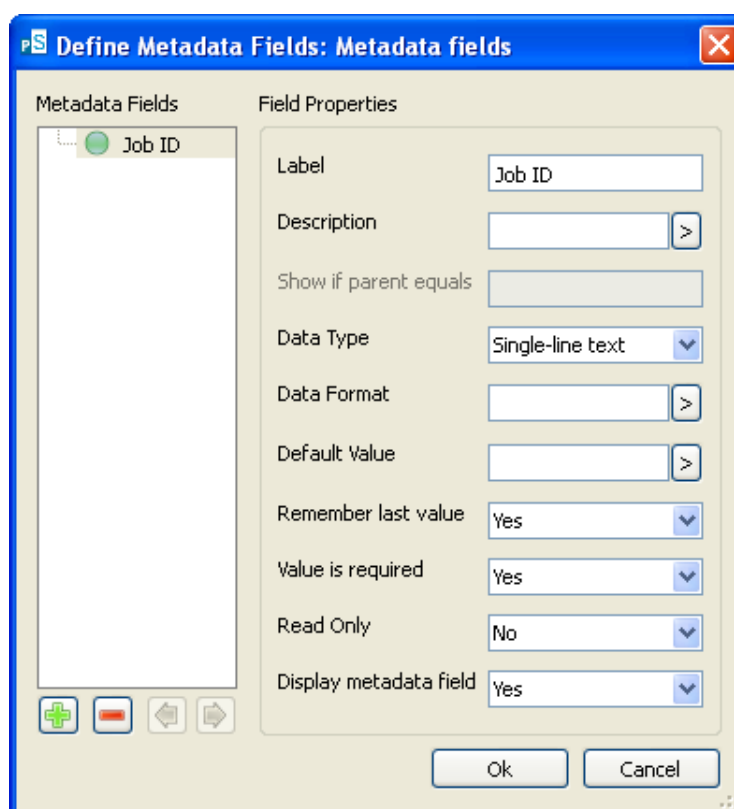 PS Define Metadata Fields: Metadata fields
Metadata Fields
Field Properties
Job ID
Label
Job ID
Description
>
Show if parent equals
Data Type
Single-line text
Data Format
>
Default Value
>
Remember last value
Yes
Value is required
Yes
Read Only
No
Display metadata field
Yes
Ok
Cancel